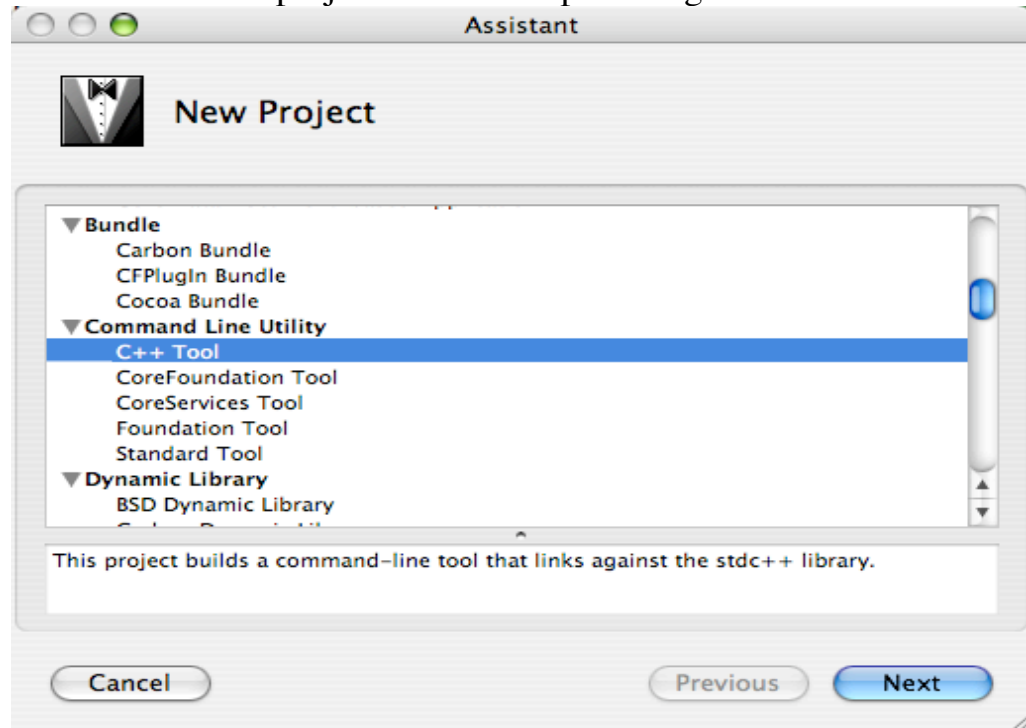 Assistant
New Project
Bundle
Carbon Bundle
CFPlugIn Bundle
Cocoa Bundle
Command Line Utility
C++ Tool
CoreFoundation Tool
CoreServices Tool
Foundation Tool
Standard Tool
Dynamic Library
BSD Dynamic Library
This project builds a command-line tool that links against the stdc++ library.
Cancel
Previous
Next